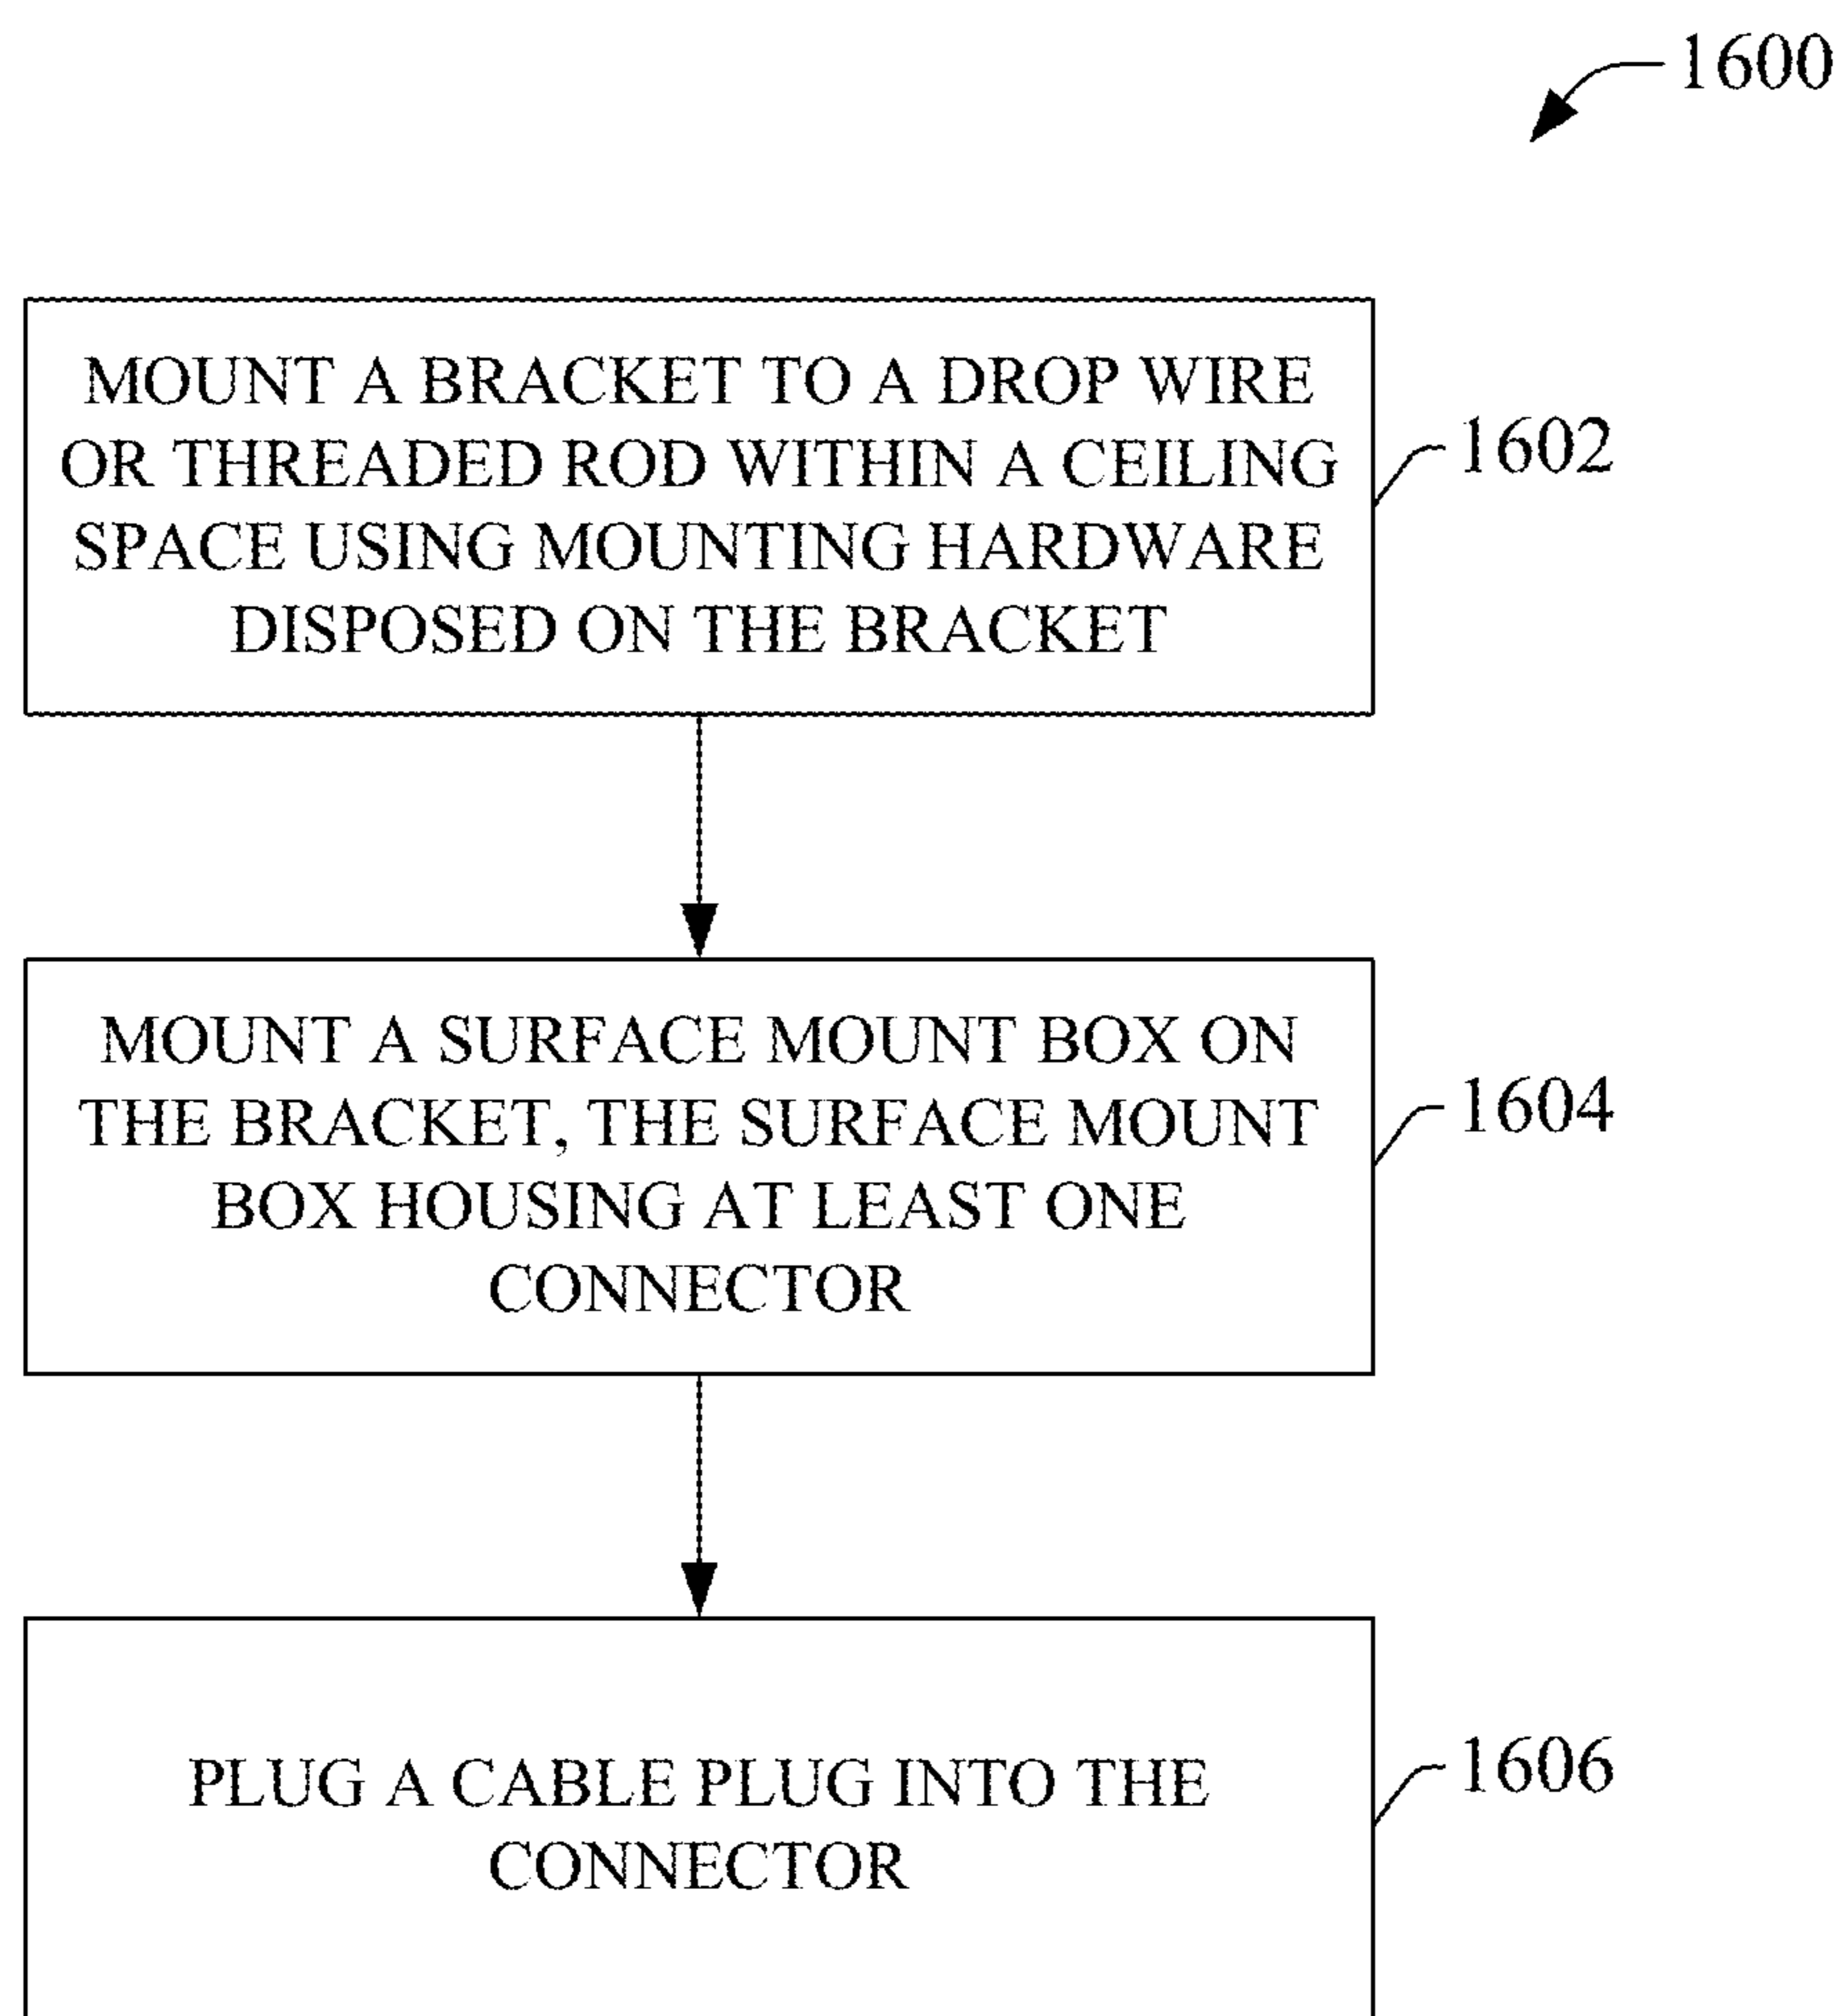 1600
MOUNT A BRACKET TO A DROP WIRE
OR THREADED ROD WITHIN A CEILING
SPACE USING MOUNTING HARDWARE
DISPOSED ON THE BRACKET
1602
MOUNT A SURFACE MOUNT BOX ON
THE BRACKET, THE SURFACE MOUNT
BOX HOUSING AT LEAST ONE
CONNECTOR
1604
PLUG A CABLE PLUG INTO THE
CONNECTOR
1606